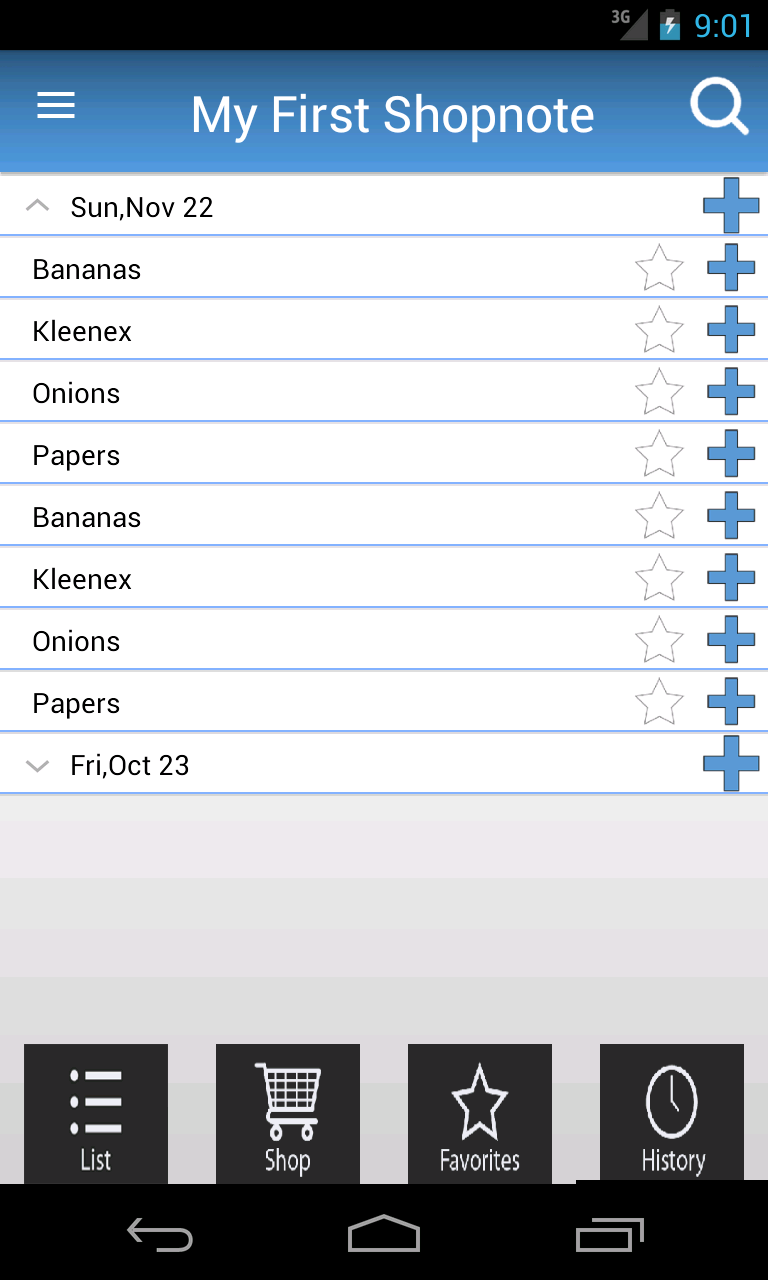 3G 9:01
My First Shopnote
Sun,Nov 22
Bananas
Kleenex
Onions
Papers
Bananas
Kleenex
Onions
Papers
Fri,Oct 23
List Shop Favorites History